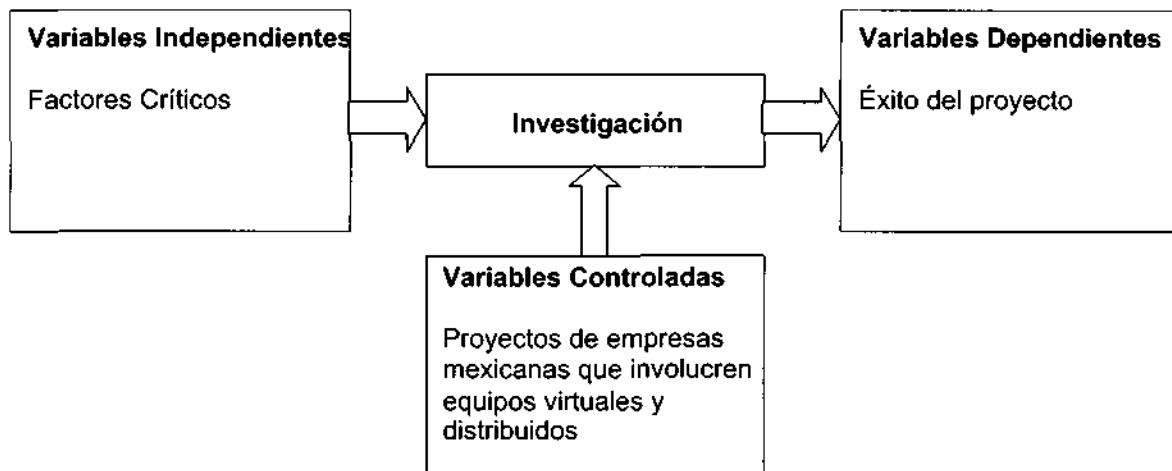 Variables Independientes
Factores Críticos
Investigación
Variables Dependientes
Éxito del proyecto
Variables Controladas
Proyectos de empresas
mexicanas que involucren
equipos virtuales y
distribuidos